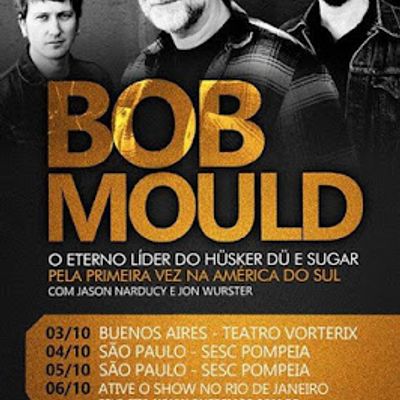 BOB
MOULD
O ETERNO LÍDER DO HÜSKER DÜ E SUGAR
PELA PRIMEIRA VEZ NA AMÉRICA DO SUL
COM JASON NARDUCY E JON WURSTER
03/10 BUENOS AIRES - TEATRO VORTERIX
04/10 SÃO PAULO - SESC POMPEIA
05/10 SÃO PAULO - SESC POMPEIA
06/10 ATIVE O SHOW NO RIO DE JANEIRO